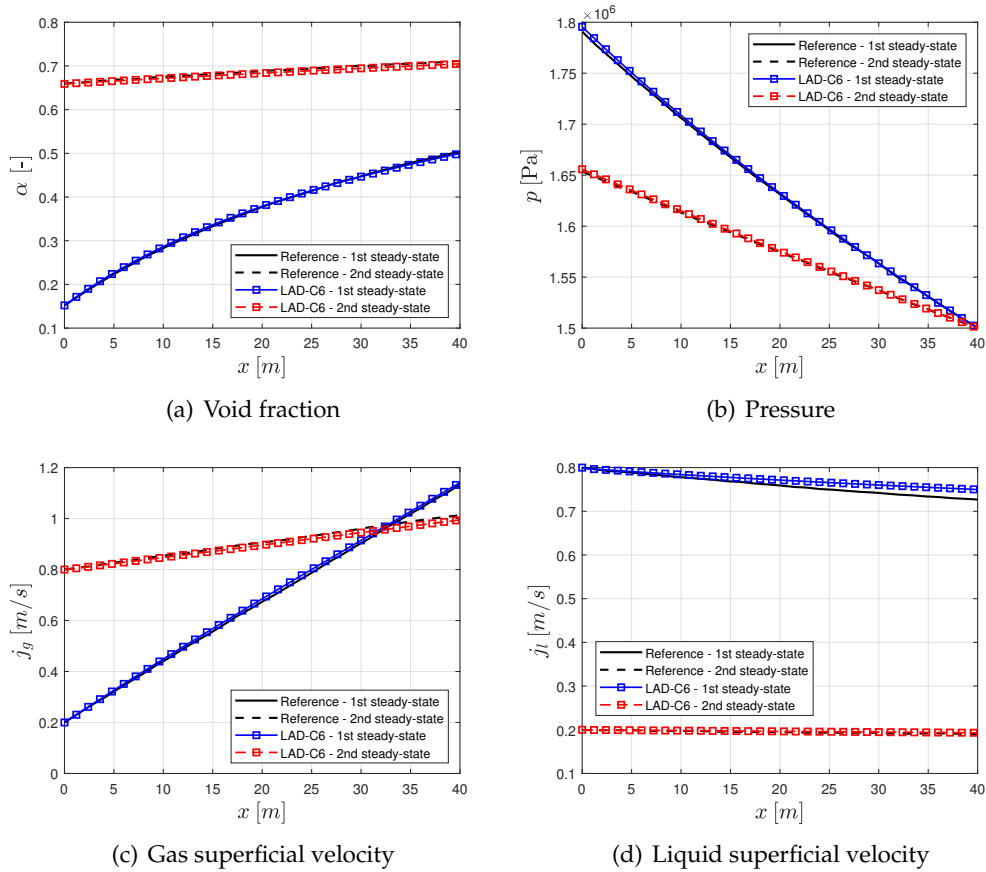 0.8
0.7
0.6
0.5
0.4
0.3
0.2
0.1
α [-]
Reference - 1st steady-state
Reference - 2nd steady-state
LAD-C6 - 1st steady-state
LAD-C6 - 2nd steady-state
0 5 10 15 20 25 30 35 40
x [m]
(a) Void fraction
×10⁶
1.8
1.75
1.7
1.65
1.6
1.55
1.5
p [Pa]
Reference - 1st steady-state
Reference - 2nd steady-state
LAD-C6 - 1st steady-state
LAD-C6 - 2nd steady-state
0 5 10 15 20 25 30 35 40
x [m]
(b) Pressure
1.2
1
0.8
0.6
0.4
0.2
0
j_g [m/s]
Reference - 1st steady-state
Reference - 2nd steady-state
LAD-C6 - 1st steady-state
LAD-C6 - 2nd steady-state
0 5 10 15 20 25 30 35 40
x [m]
(c) Gas superficial velocity
0.8
0.7
0.6
0.5
0.4
0.3
0.2
0.1
j_l [m/s]
Reference - 1st steady-state
Reference - 2nd steady-state
LAD-C6 - 1st steady-state
LAD-C6 - 2nd steady-state
0 5 10 15 20 25 30 35 40
x [m]
(d) Liquid superficial velocity